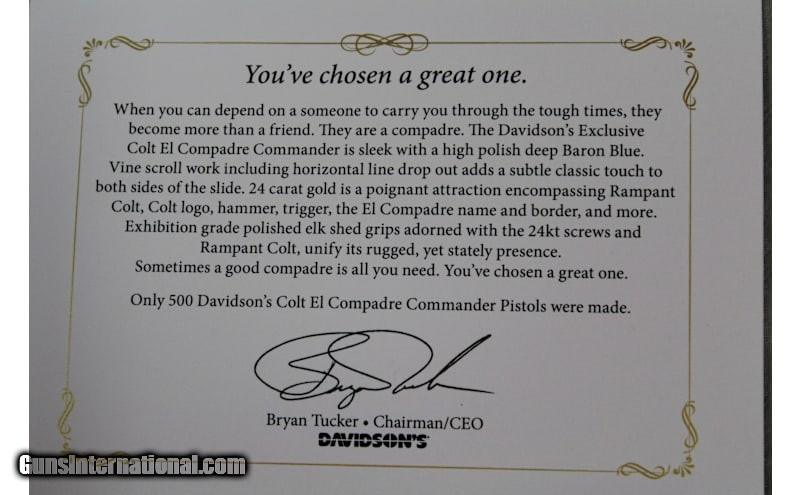 You've chosen a great one.
When you can depend on a someone to carry you through the tough times, they
become more than a friend. They are a compadre. The Davidson's Exclusive
Colt El Compadre Commander is sleek with a high polish deep Baron Blue.
Vine scroll work including horizontal line drop out adds a subtle classic touch to
both sides of the slide. 24 carat gold is a poignant attraction encompassing Rampant
Colt, Colt logo, hammer, trigger, the El Compadre name and border, and more.
Exhibition grade polished elk shed grips adorned with the 24kt screws and
Rampant Colt, unify its rugged, yet stately presence.
Sometimes a good compadre is all you need. You've chosen a great one.
Only 500 Davidson's Colt El Compadre Commander Pistols were made.
Bryan Tucker • Chairman/CEO
DAVIDSON'S
GunsInternational.com